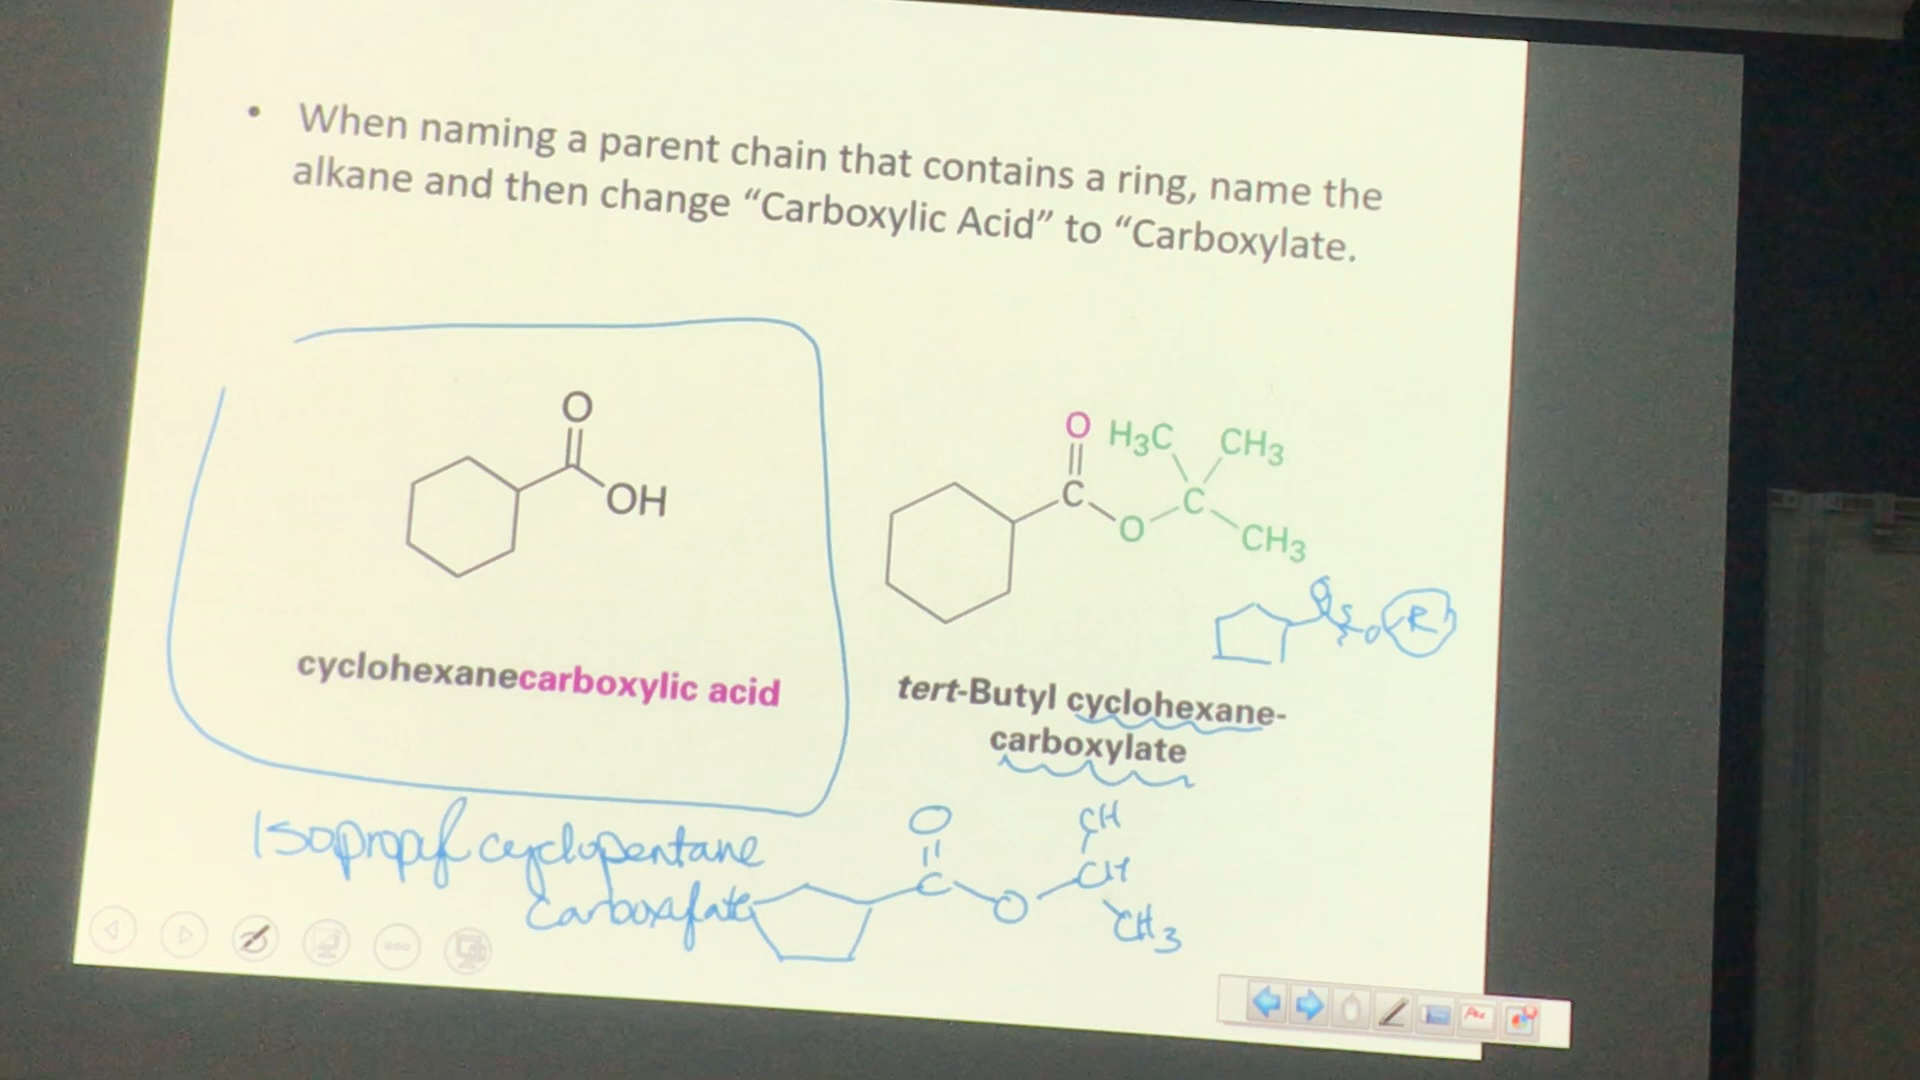 • When naming a parent chain that contains a ring, name the
alkane and then change “Carboxylic Acid” to “Carboxylate.
O
OH
cyclohexanecarboxylic acid
O H3C CH3
C C
O CH3
O
O R
tert-Butyl cyclohexane-
carboxylate
Isopropyl cyclopentane
Carboxylate
O CH
C CH
O CH3